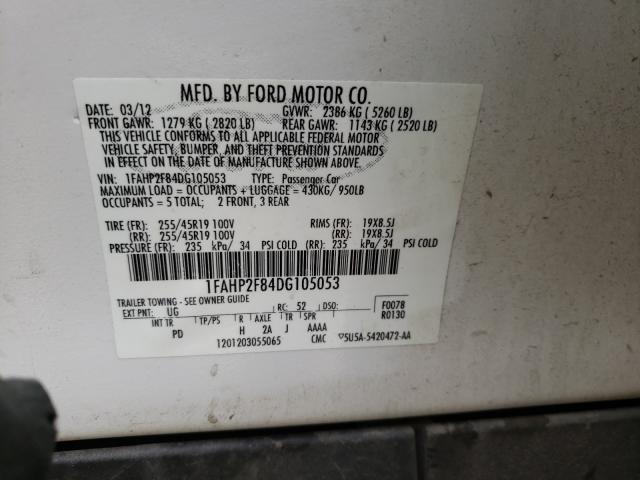 MFD. BY FORD MOTOR CO.
DATE: 03/12 GVWR: 2386 KG ( 5260 LB)
FRONT GAWR: 1279 KG ( 2820 LB) REAR GAWR: 1143 KG ( 2520 LB)
THIS VEHICLE CONFORMS TO ALL APPLICABLE FEDERAL MOTOR
VEHICLE SAFETY, BUMPER, AND THEFT PREVENTION STANDARDS
IN EFFECT ON THE DATE OF MANUFACTURE SHOWN ABOVE.
VIN: 1FAHP2F84DG105053 TYPE: Passenger Car
MAXIMUM LOAD = OCCUPANTS + LUGGAGE = 430KG/ 950LB
OCCUPANTS = 5 TOTAL; 2 FRONT, 3 REAR
TIRE (FR): 255/45R19 100V RIMS (FR): 19X8.5J
(RR): 255/45R19 100V (RR): 19X8.5J
PRESSURE (FR): 235 kPa/ 34 PSI COLD (RR): 235 kPa/ 34 PSI COLD
1FAHP2F84DG105053
TRAILER TOWING - SEE OWNER GUIDE
EXT PNT: UG RC: 52 DSO: F0078
INT TR TP/PS R AXLE TR SPR R0130
PD H 2A J AAAA
1201203055065 CMC 5U5A-5420472-AA